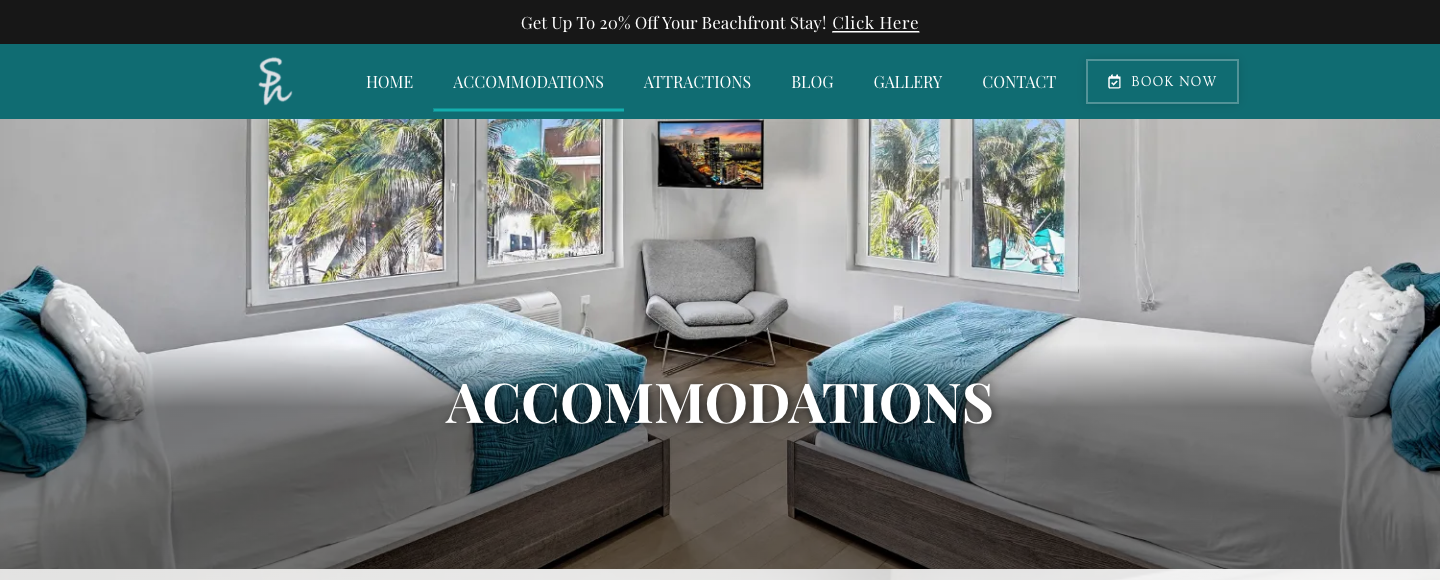 Get Up To 20% Off Your Beachfront Stay! Click Here
Sh
HOME ACCOMMODATIONS ATTRACTIONS BLOG GALLERY CONTACT BOOK NOW
ACCOMMODATIONS